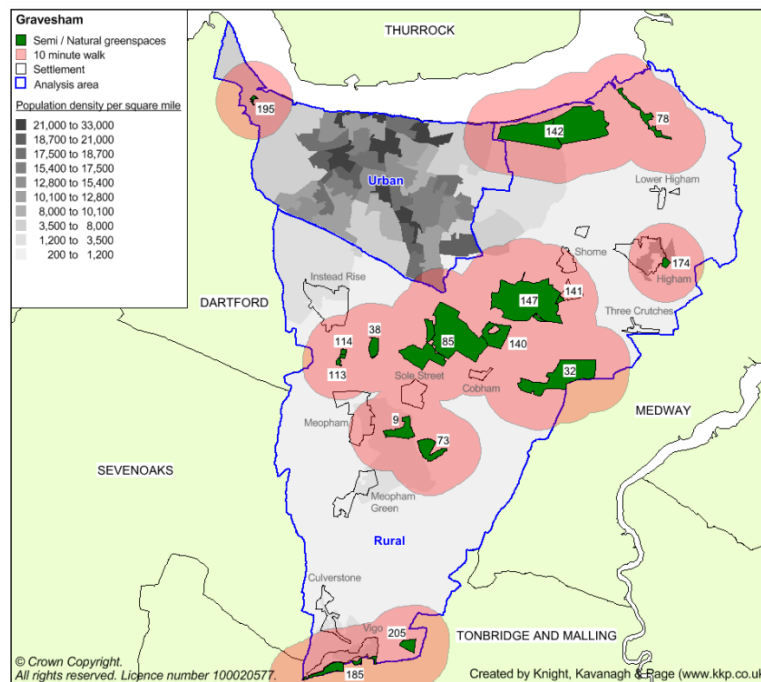 Gravesham
Semi / Natural greenspaces
10 minute walk
Settlement
Analysis area
Population density per square mile
21,000 to 33,000
18,700 to 21,000
17,500 to 18,700
15,400 to 17,500
12,800 to 15,400
10,100 to 12,800
8,000 to 10,100
3,500 to 8,000
1,200 to 3,500
200 to 1,200
THURROCK
195
142
78
Urban
Lower Higham
Shorne
174
Higham
Instead Rise
DARTFORD
147
141
Three Crutches
114
38
85
140
113
Sole Street
Cobham
32
Meopham
9
MEDWAY
73
SEVENOAKS
Meopham
Green
Rural
Culverstone
Vigo
205
TONBRIDGE AND MALLING
185
© Crown Copyright.
All rights reserved. Licence number 100020577.
Created by Knight, Kavanagh & Page (www.kkp.co.uk